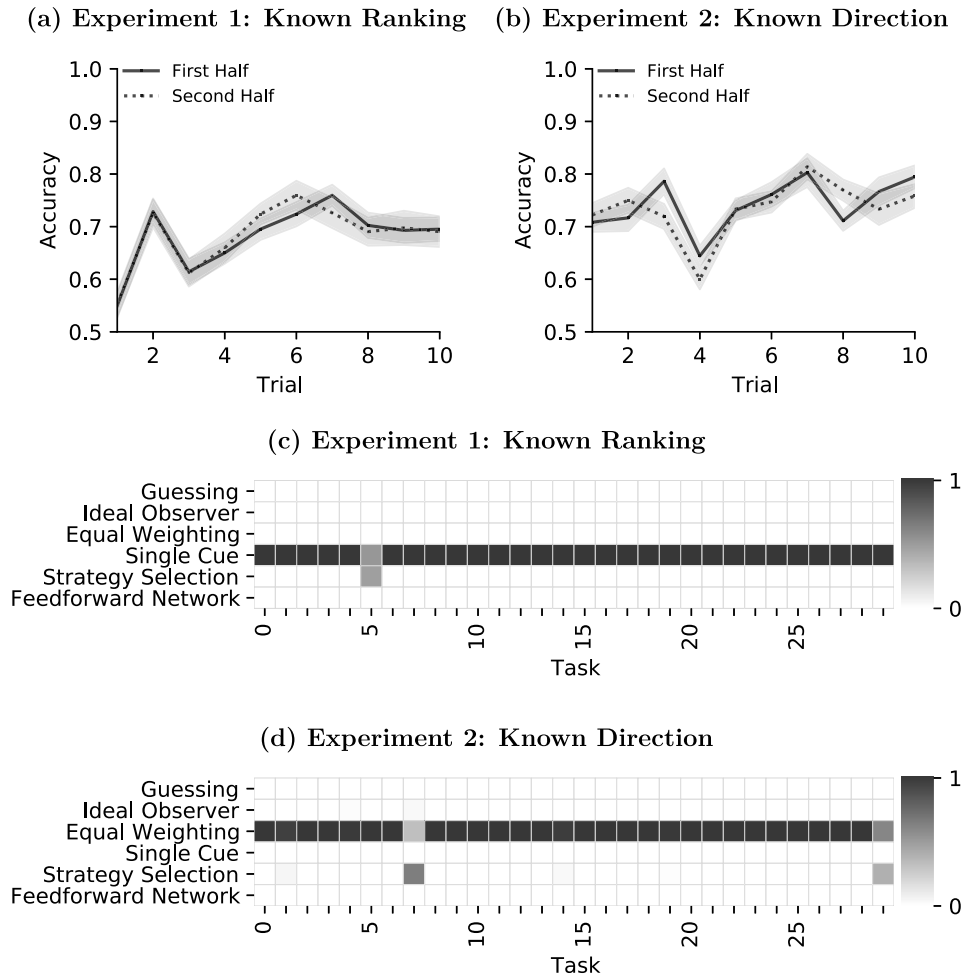 (a) Experiment 1: Known Ranking
(b) Experiment 2: Known Direction
1.0
0.9
0.8
0.7
0.6
0.5
Accuracy
First Half
Second Half
2
4
6
8
10
Trial
1.0
0.9
0.8
0.7
0.6
0.5
Accuracy
First Half
Second Half
2
4
6
8
10
Trial
(c) Experiment 1: Known Ranking
Guessing
Ideal Observer
Equal Weighting
Single Cue
Strategy Selection
Feedforward Network
0
5
10
15
20
25
Task
1
0
(d) Experiment 2: Known Direction
Guessing
Ideal Observer
Equal Weighting
Single Cue
Strategy Selection
Feedforward Network
0
5
10
15
20
25
Task
1
0